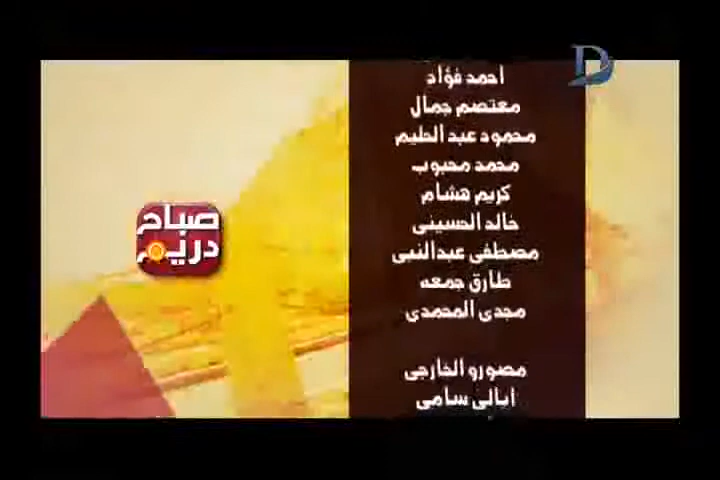 احمد فؤاد
معتصم جمال
محمود عبد الحليم
محمد محبوب
كريم هشام
خالد الحسينى
مصطفى عبدالنبى
طارق جمعه
مجدى المحمدى
مصورو الخارجى
ابالى سامى
صباح
دريم
D